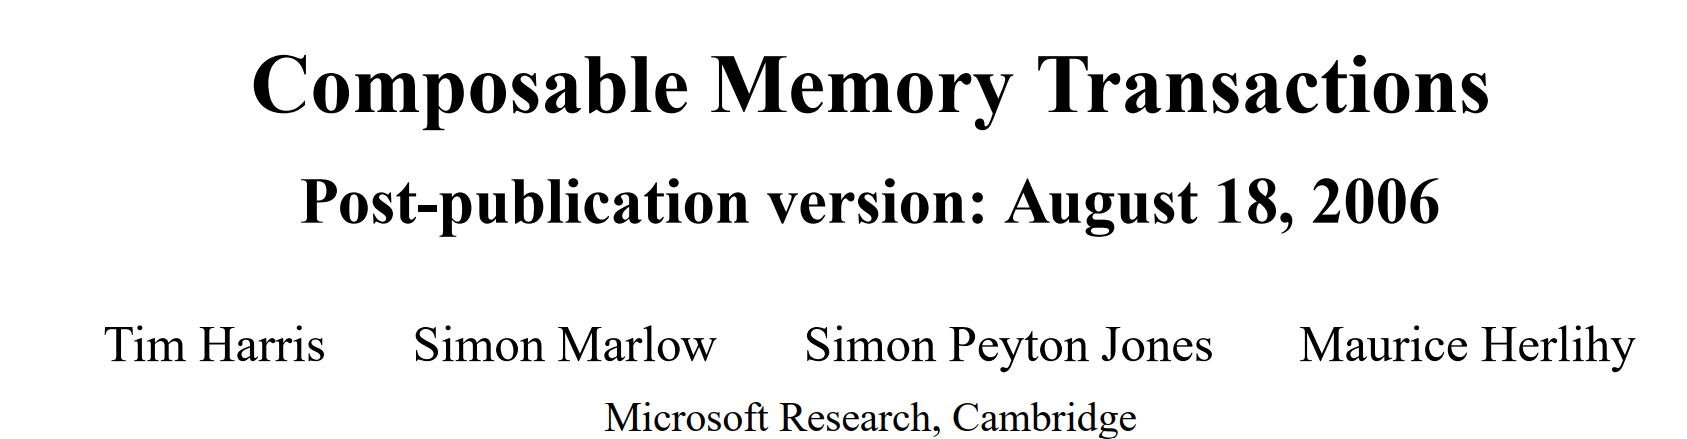 Composable Memory Transactions
Post-publication version: August 18, 2006
Tim Harris Simon Marlow Simon Peyton Jones Maurice Herlihy
Microsoft Research, Cambridge